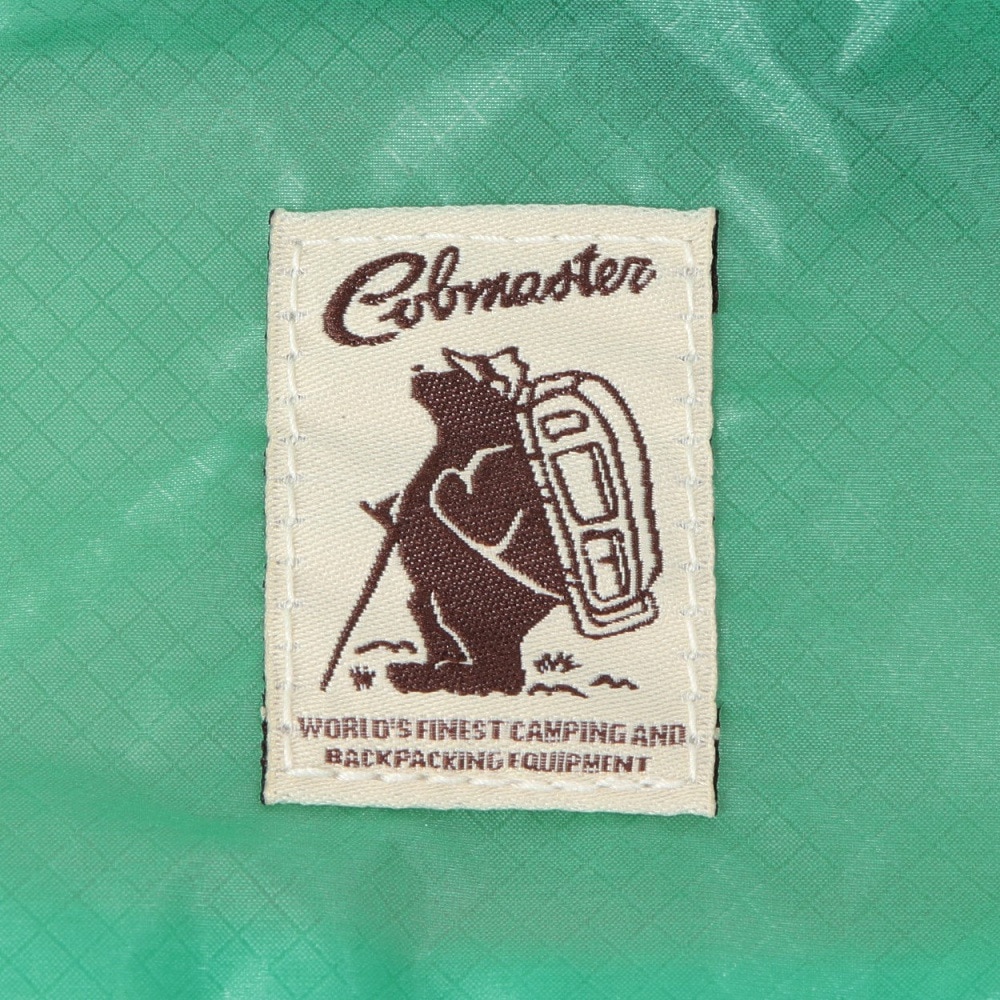 Cobmaster
WORLD'S FINEST CAMPING AND
BACKPACKING EQUIPMENT